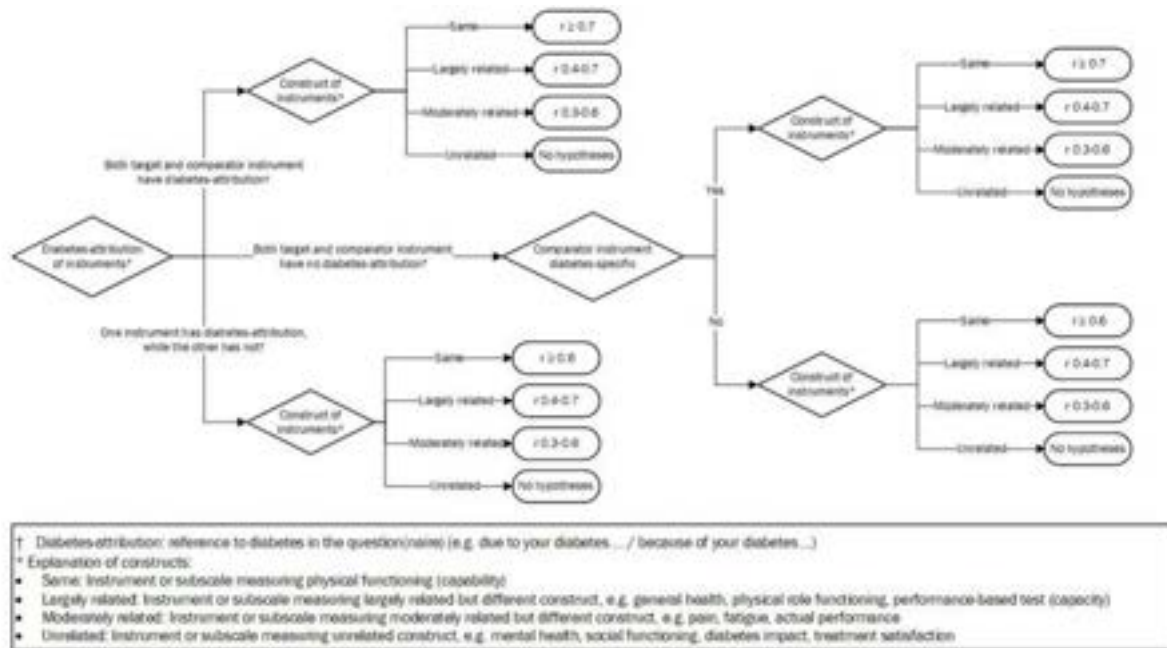 Same
r ≥ 0.7
Largely related
r 0.4-0.7
Construct of
instruments*
Moderately related
r 0.3-0.6
Unrelated
No hypotheses
Both target and comparator instrument
have diabetes-attribution†
Same
r ≥ 0.7
Largely related
r 0.4-0.7
Construct of
instruments*
Moderately related
r 0.3-0.6
Unrelated
No hypotheses
Yes
Diabetes-attribution
of instruments†
Both target and comparator instrument
have no diabetes-attribution†
Comparator instrument
diabetes-specific
No
One instrument has diabetes-attribution,
while the other has not†
Same
r ≥ 0.6
Largely related
r 0.4-0.7
Construct of
instruments*
Moderately related
r 0.3-0.6
Unrelated
No hypotheses
Same
r ≥ 0.6
Largely related
r 0.4-0.7
Construct of
instruments*
Moderately related
r 0.3-0.6
Unrelated
No hypotheses
† Diabetes-attribution: reference to diabetes in the question(naire) (e.g. due to your diabetes ... / because of your diabetes ...)
* Explanation of constructs:
• Same: Instrument or subscale measuring physical functioning (capability)
• Largely related: Instrument or subscale measuring largely related but different construct, e.g. general health, physical role functioning, performance-based test (capacity)
• Moderately related: Instrument or subscale measuring moderately related but different construct, e.g. pain, fatigue, actual performance
• Unrelated: Instrument or subscale measuring unrelated construct, e.g. mental health, social functioning, diabetes impact, treatment satisfaction